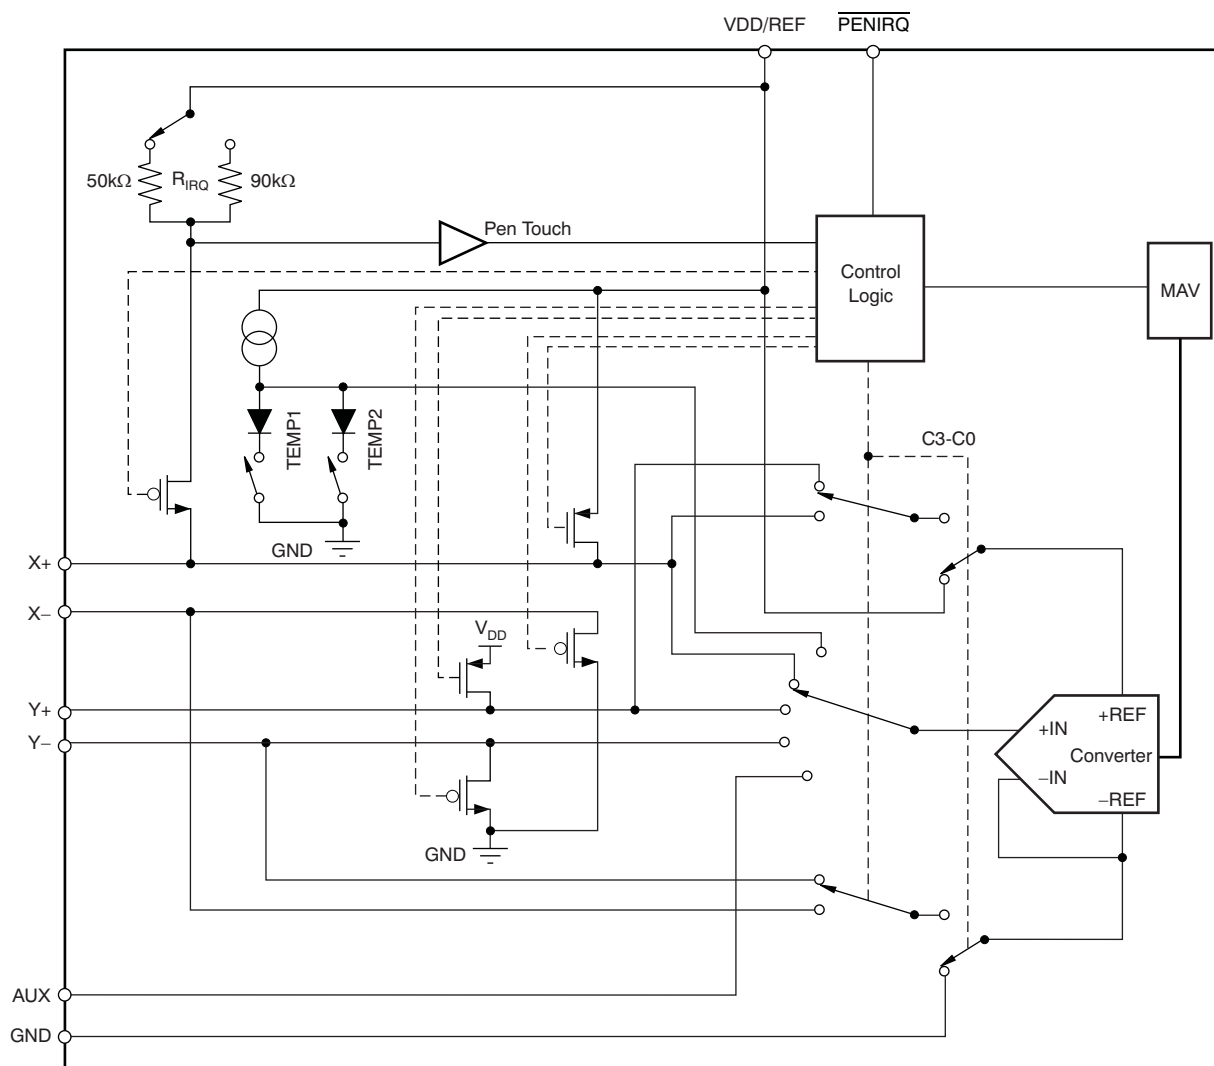 VDD/REF
PENIRQ
50kΩ
RIRQ
90kΩ
Pen Touch
Control
Logic
MAV
TEMP1
TEMP2
C3-C0
GND
X+
X–
VDD
Y+
Y–
+IN
+REF
Converter
–IN
–REF
GND
AUX
GND